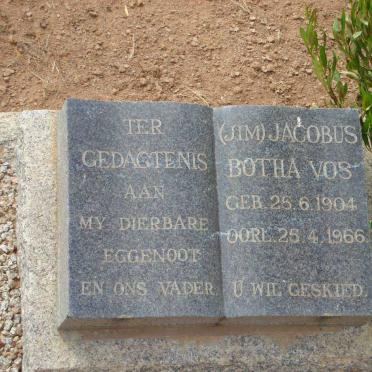 TER
GEDAGTENIS
AAN
MY DIERBARE
EGGENOOT
EN ONS VADER
(JIM) JACOBUS
BOTHA VOS
GEB. 25.6.1904
OORL. 25.4.1966.
U WIL GESKIED